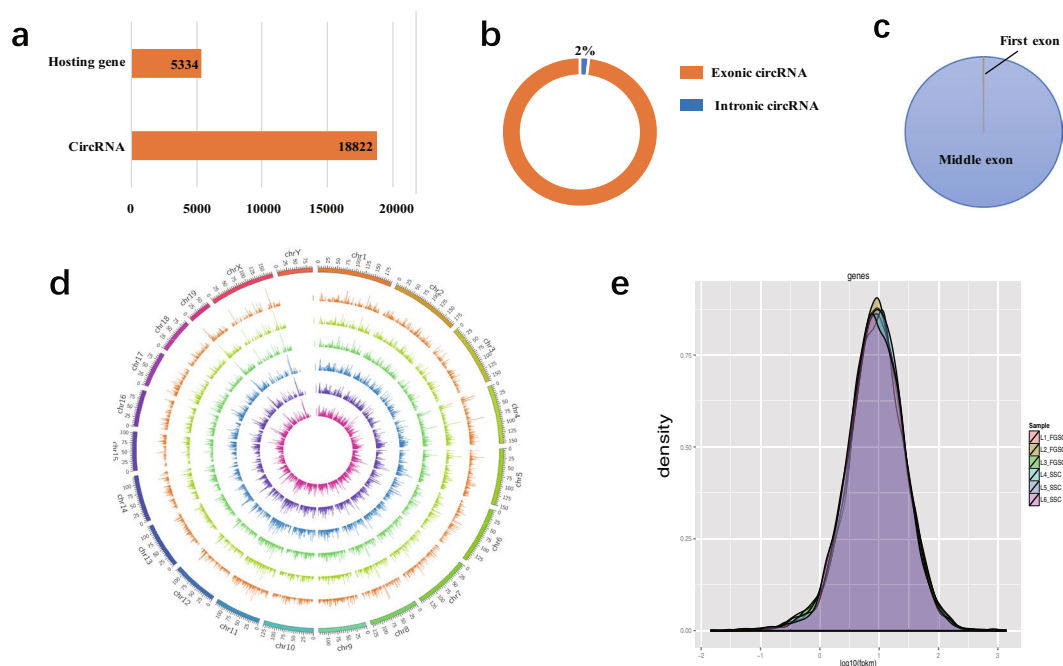 a
Hosting gene
5334
CircRNA
18822
0 5000 10000 15000 20000
b
2%
Exonic circRNA
Intronic circRNA
c
First exon
Middle exon
d
chr1
chr2
chr3
chr4
chr5
chr6
chr7
chr8
chr9
chr10
chr11
chr12
chr13
chr14
chr15
chr16
chr17
chr18
chr19
chrX
chrY
e
genes
density
0.75
0.50
0.25
0.00
−2 −1 0 1 2 3
log10(fpkm)
Sample
L1_FGSC
L2_FGSC
L3_FGSC
L4_SSC
L5_SSC
L6_SSC